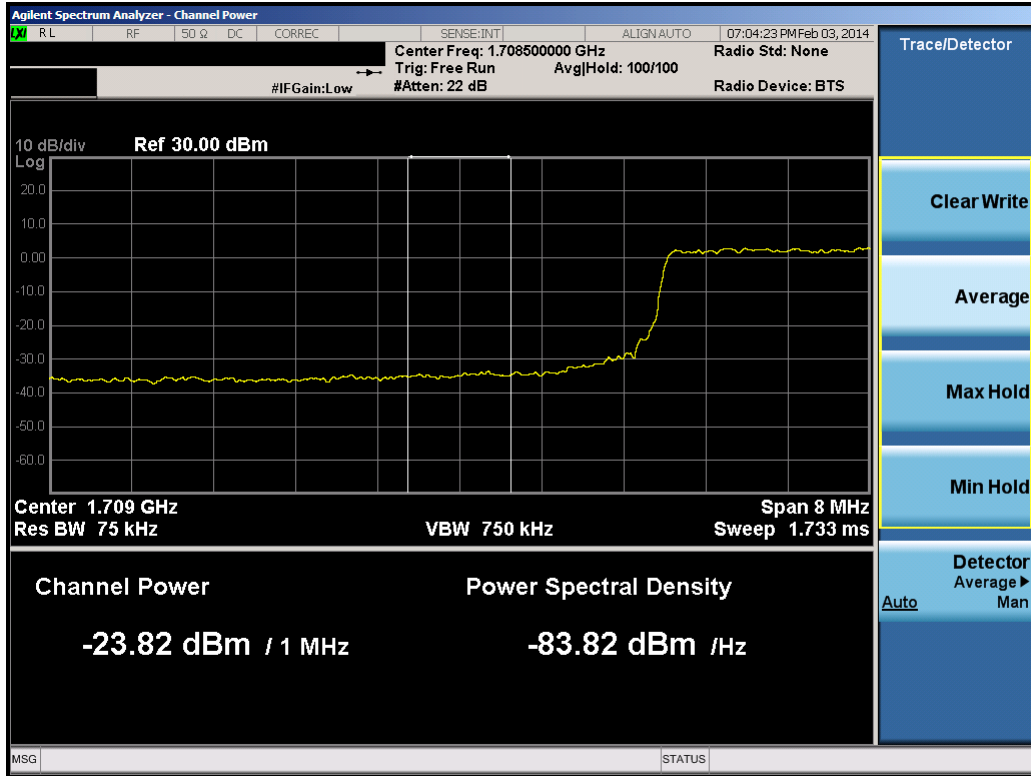 Agilent Spectrum Analyzer - Channel Power
LXI RL RF 50 Ω DC CORREC SENSE:INT ALIGN AUTO 07:04:23 PM Feb 03, 2014
Center Freq: 1.708500000 GHz Radio Std: None
Trig: Free Run Avg|Hold: 100/100
#IFGain:Low #Atten: 22 dB Radio Device: BTS
10 dB/div Ref 30.00 dBm
Log
20.0
10.0
0.00
-10.0
-20.0
-30.0
-40.0
-50.0
-60.0
Center 1.709 GHz Span 8 MHz
Res BW 75 kHz VBW 750 kHz Sweep 1.733 ms
Channel Power Power Spectral Density
-23.82 dBm / 1 MHz -83.82 dBm /Hz
MSG STATUS
Trace/Detector
Clear Write
Average
Max Hold
Min Hold
Detector
Average▶
Auto Man